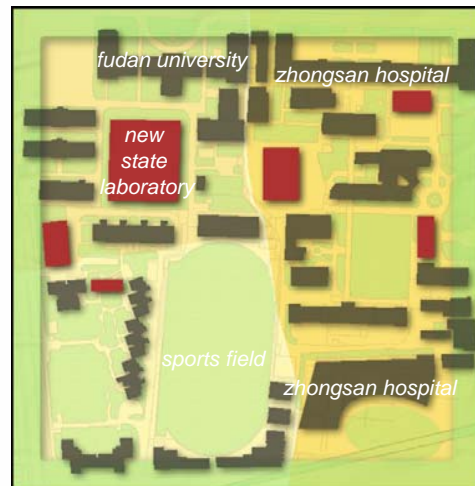 fudan university
zhongsan hospital
new
state
laboratory
sports field
zhongsan hospital